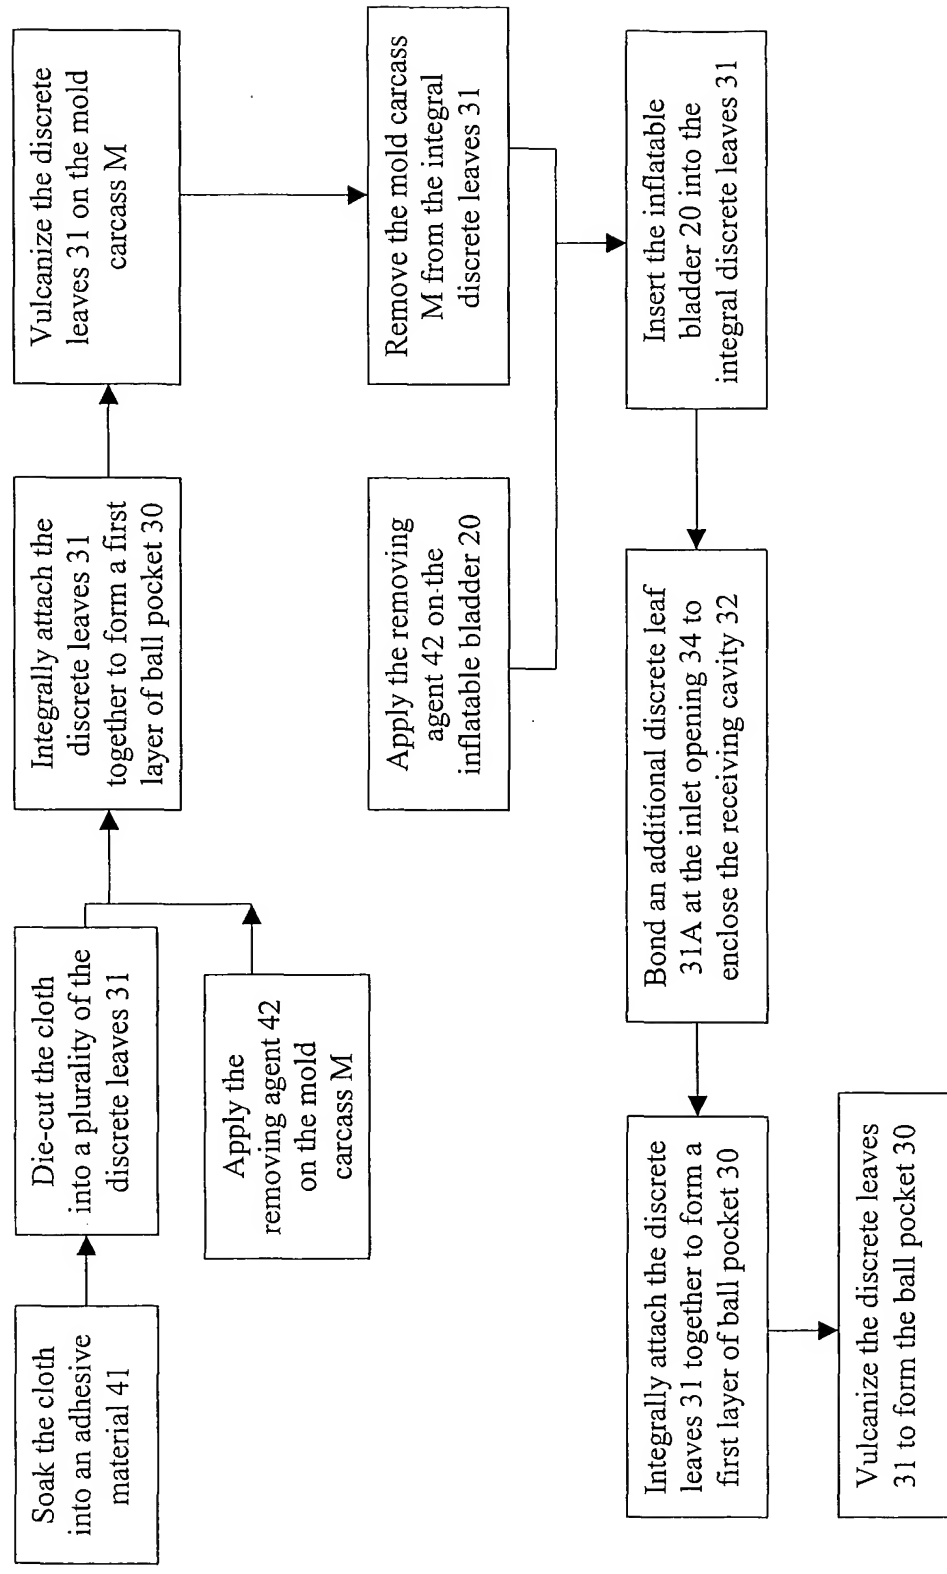 Soak the cloth
into an adhesive
material 41
Die-cut the cloth
into a plurality of the
discrete leaves 31
Apply the
removing agent 42
on the mold
carcass M
Integrally attach the
discrete leaves 31
together to form a first
layer of ball pocket 30
Vulcanize the discrete
leaves 31 on the mold
carcass M
Apply the removing
agent 42 on the
inflatable bladder 20
Remove the mold carcass
M from the integral
discrete leaves 31
Insert the inflatable
bladder 20 into the
integral discrete leaves 31
Bond an additional discrete leaf
31A at the inlet opening 34 to
enclose the receiving cavity 32
Integrally attach the discrete
leaves 31 together to form a
first layer of ball pocket 30
Vulcanize the discrete leaves
31 to form the ball pocket 30